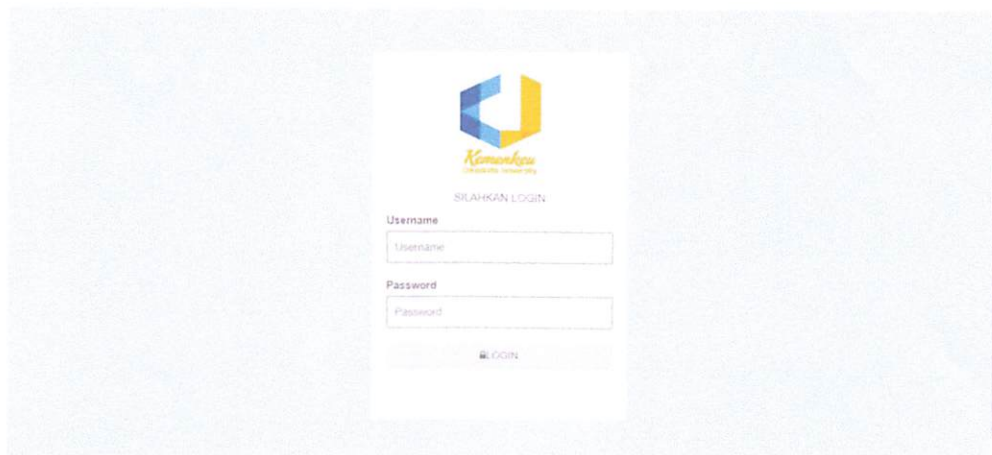 Kemenkeu
SILAHKAN LOGIN
Username
Username
Password
Password
LOGIN